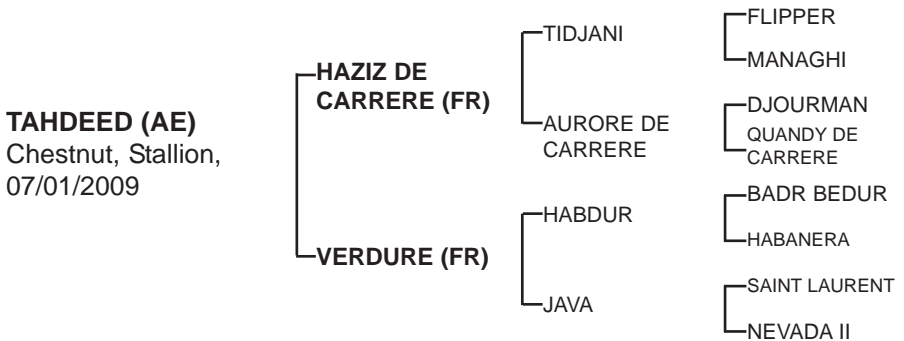 TAHDEED (AE)
Chestnut, Stallion,
07/01/2009
HAZIZ DE
CARRERE (FR)
VERDURE (FR)
TIDJANI
AURORE DE
CARRERE
HABDUR
JAVA
FLIPPER
MANAGHI
DJOURMAN
QUANDY DE
CARRERE
BADR BEDUR
HABANERA
SAINT LAURENT
NEVADA II